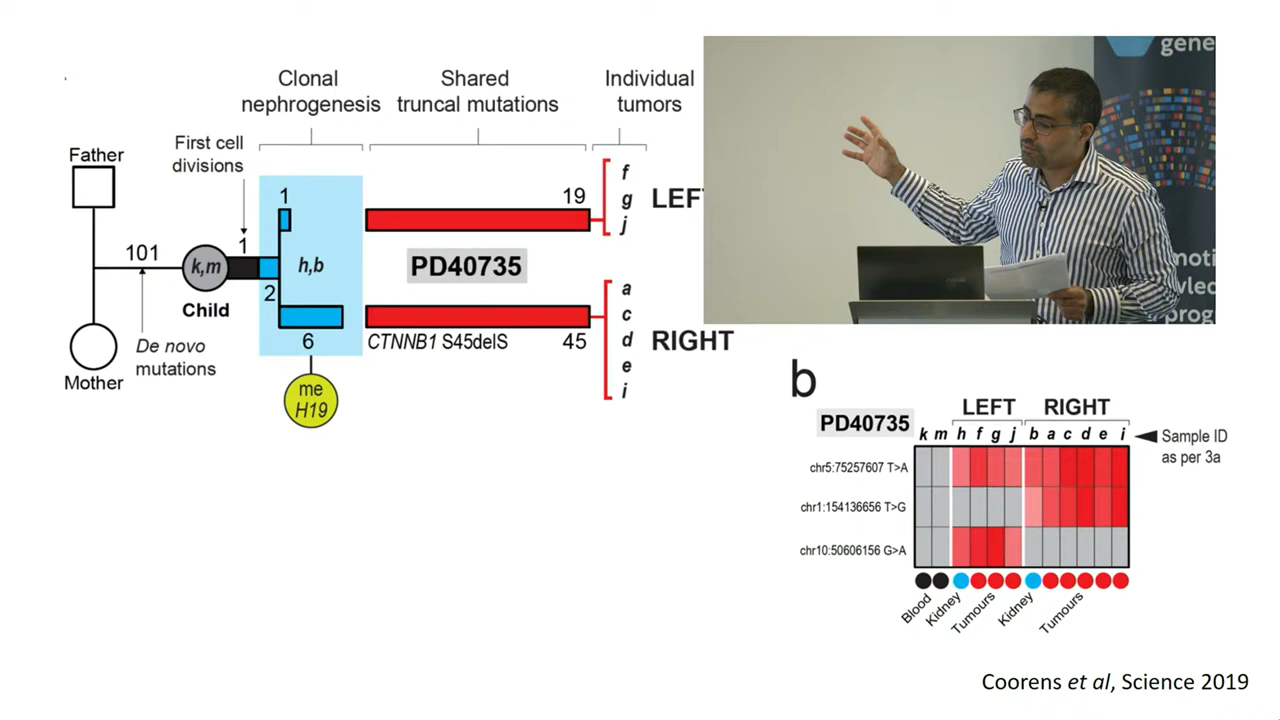 Clonal
nephrogenesis
Shared
truncal mutations
Individual
tumors
First cell
divisions
Father
101
k,m
Child
1
2
1
h,b
6
me
H19
De novo
mutations
Mother
19
PD40735
CTNNB1 S45delS
45
f
g
j
LEFT
a
c
d
e
i
RIGHT
gene
b
LEFT RIGHT
PD40735
k m h f g j b a c d e i
Sample ID
as per 3a
chr5:75257607 T>A
chr1:154136656 T>G
chr10:50606156 G>A
Blood
Kidney
Tumours
Kidney
Tumours
Coorens et al, Science 2019